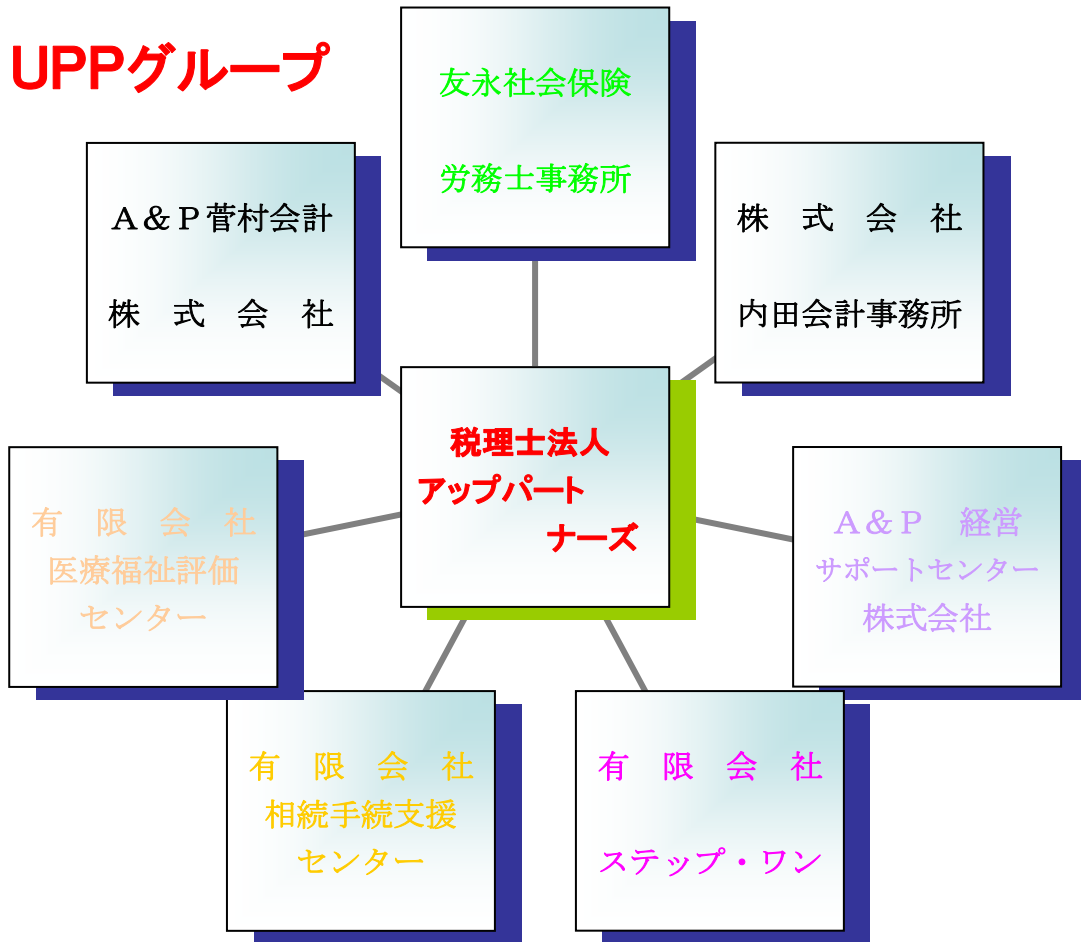 UPPグループ
友永社会保険
労務士事務所
A&P菅村会計
株　式　会　社
株　式　会　社
内田会計事務所
税理士法人
アップパート
ナーズ
有　限　会　社
医療福祉評価
センター
A&P　経営
サポートセンター
株式会社
有　限　会　社
相続手続支援
センター
有　限　会　社
ステップ・ワン